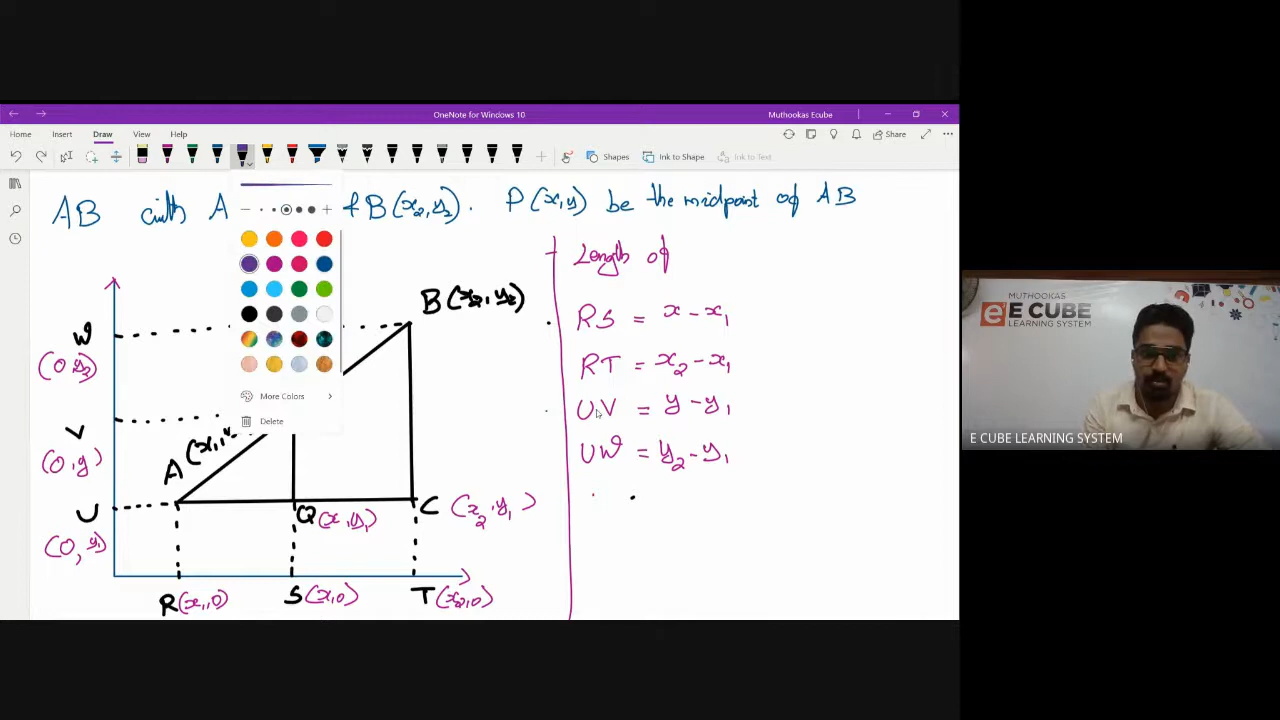 OneNote for Windows 10
Muthookas Ecube
Home Insert Draw View Help
Share
Shapes Ink to Shape Ink to Text
AB with A & B(x₂,y₂). P(x,y) be the midpoint of AB
Length of
B(x₂,y₂)
RS = x - x₁
W
(0,y₂)
RT = x₂ - x₁
More Colors
UV = y - y₁
Delete
V
(0,y)
A(x₁,
UW = y₂ - y₁
U
(0, y₁)
Q(x,y₁)
C (x₂,y₁)
R(x₁,0)
S(x,0)
T(x₂,0)
MUTHOOKAS
e E CUBE
LEARNING SYSTEM
E CUBE LEARNING SYSTEM